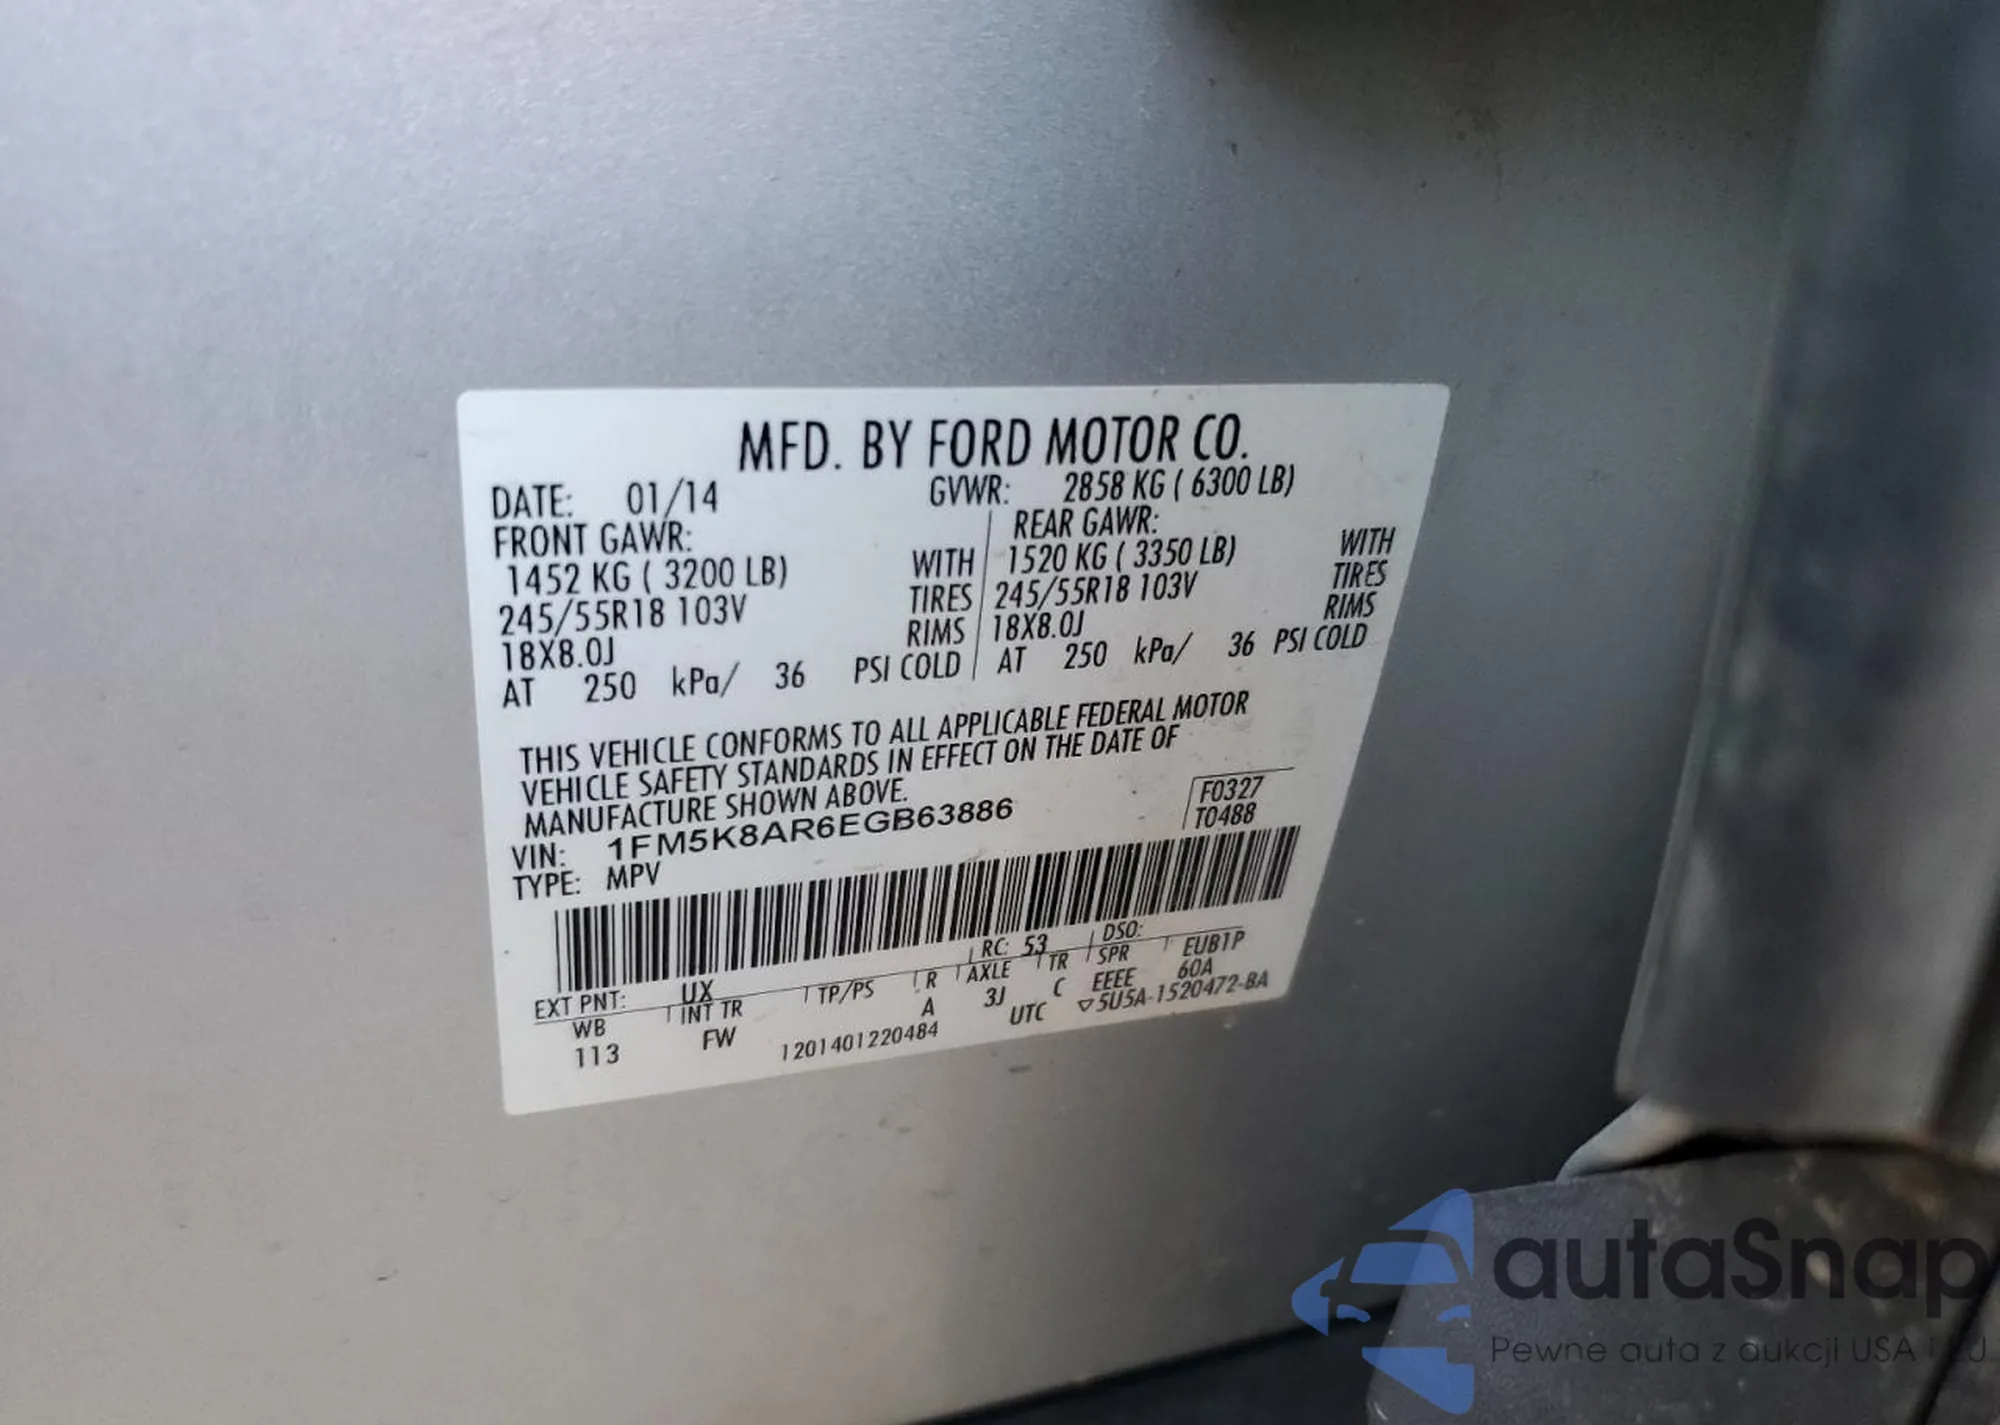 MFD. BY FORD MOTOR CO.
DATE: 01/14 GVWR: 2858 KG ( 6300 LB)
FRONT GAWR: REAR GAWR:
1452 KG ( 3200 LB) WITH 1520 KG ( 3350 LB) WITH
245/55R18 103V TIRES 245/55R18 103V TIRES
18X8.0J RIMS 18X8.0J RIMS
AT 250 kPa/ 36 PSI COLD AT 250 kPa/ 36 PSI COLD
THIS VEHICLE CONFORMS TO ALL APPLICABLE FEDERAL MOTOR
VEHICLE SAFETY STANDARDS IN EFFECT ON THE DATE OF
MANUFACTURE SHOWN ABOVE.
VIN: 1FM5K8AR6EGB63886 F0327
TYPE: MPV T0488
EXT PNT: UX RC: 53 DSO: EUB1P
WB INT TR TP/PS R AXLE TR SPR 60A
113 FW A 3J C EEEE
1201401220484 UTC ▽5U5A-1520472-BA
autaSnap
Pewne auta z aukcji USA i EU